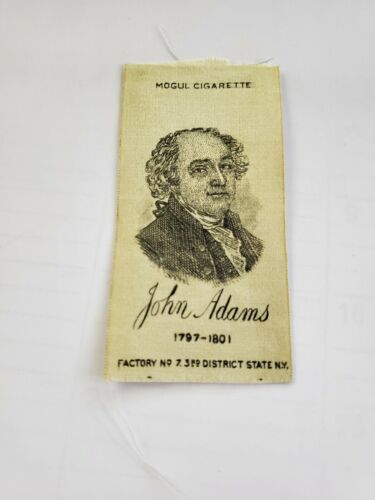 MOGUL CIGARETTE
John Adams
1797-1801
FACTORY NO 7. 3RD DISTRICT STATE N.Y.